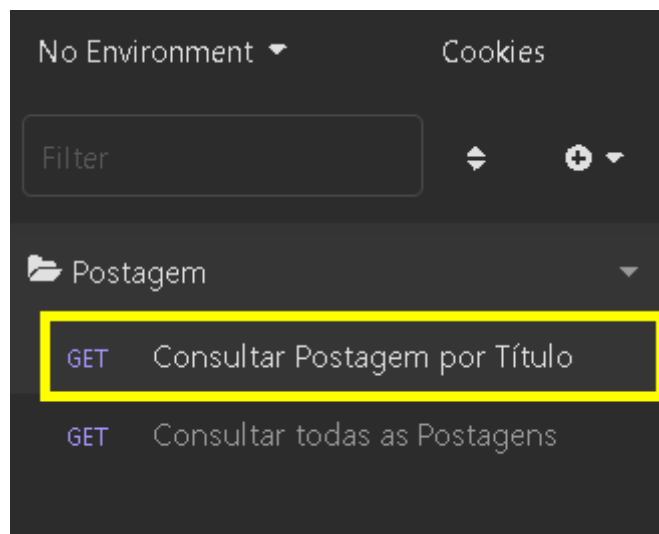 No Environment Cookies
Filter
Postagem
GET Consultar Postagem por Título
GET Consultar todas as Postagens